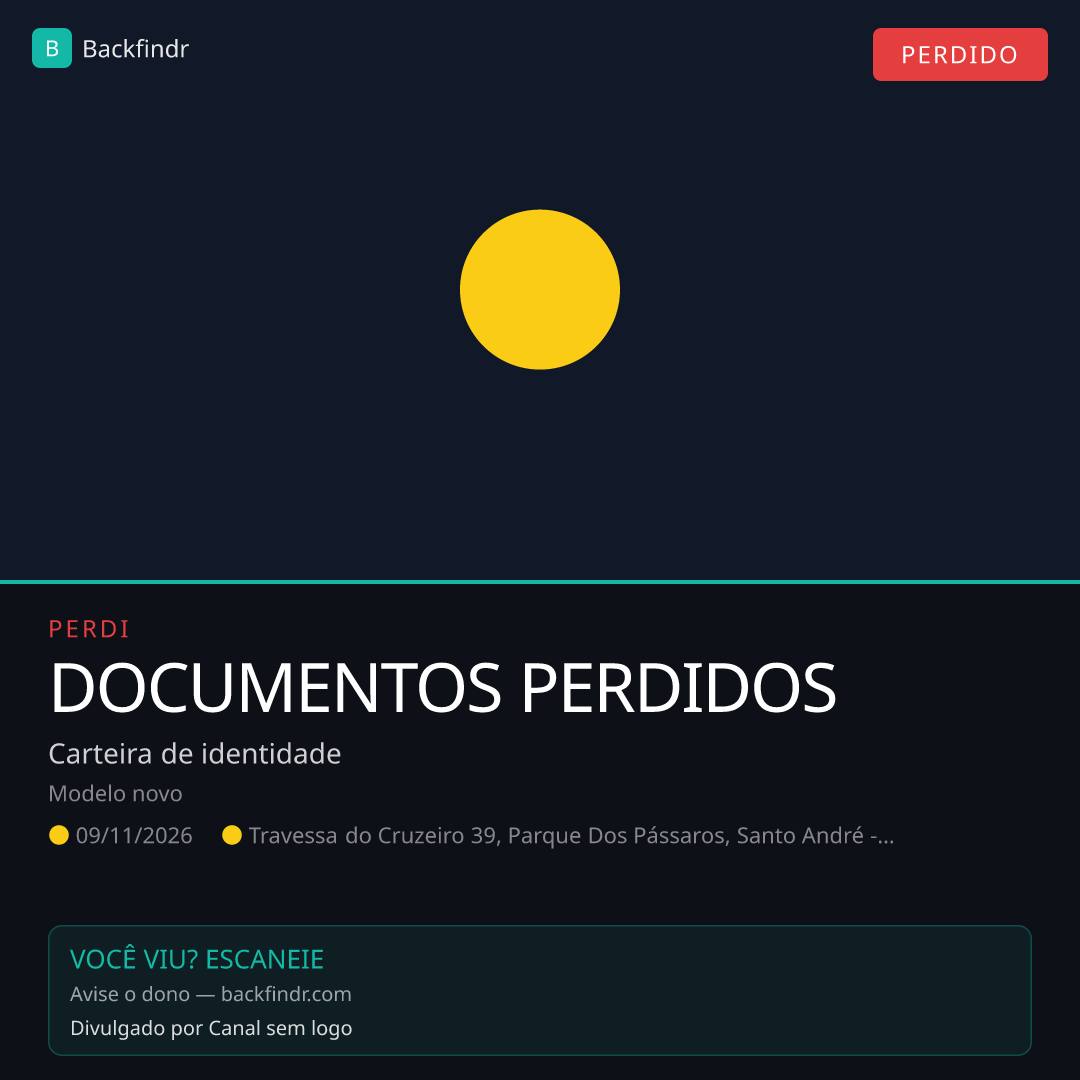 B Backfindr
PERDIDO
PERDI
DOCUMENTOS PERDIDOS
Carteira de identidade
Modelo novo
09/11/2026 Travessa do Cruzeiro 39, Parque Dos Pássaros, Santo André -...
VOCÊ VIU? ESCANEIE
Avise o dono — backfindr.com
Divulgado por Canal sem logo